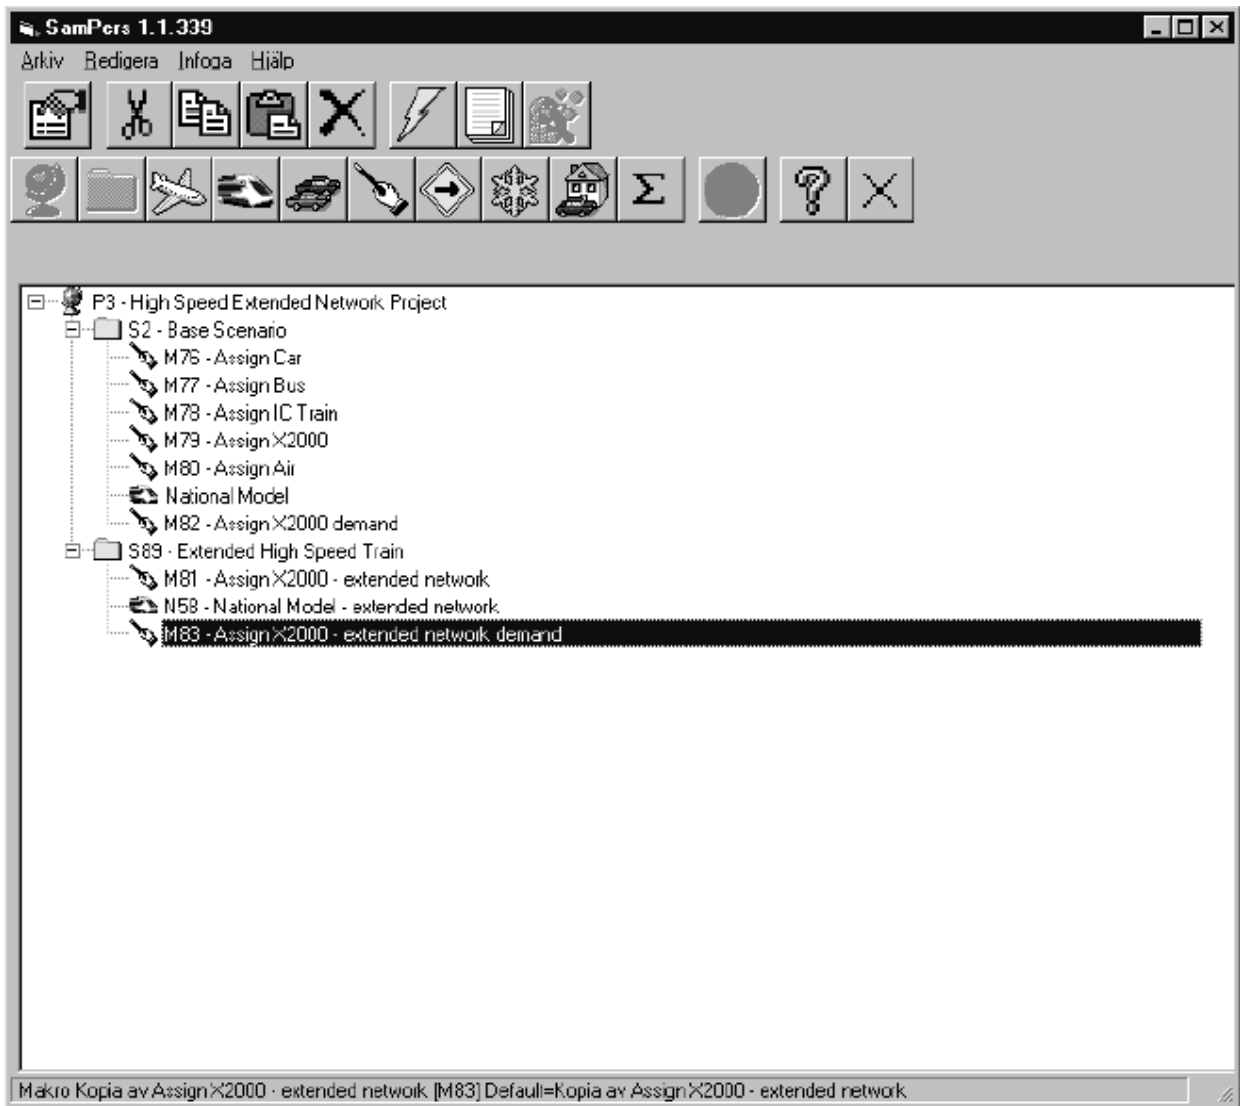 SamPers 1.1.339
Arkiv Redigera Infoga Hjälp
P3 - High Speed Extended Network Project
S2 - Base Scenario
M76 - Assign Car
M77 - Assign Bus
M78 - Assign IC Train
M79 - Assign X2000
M80 - Assign Air
National Model
M82 - Assign X2000 demand
S89 - Extended High Speed Train
M81 - Assign X2000 - extended network
N58 - National Model - extended network
M83 - Assign X2000 - extended network demand
Makro Kopia av Assign X2000 - extended network [M83] Default=Kopia av Assign X2000 - extended network